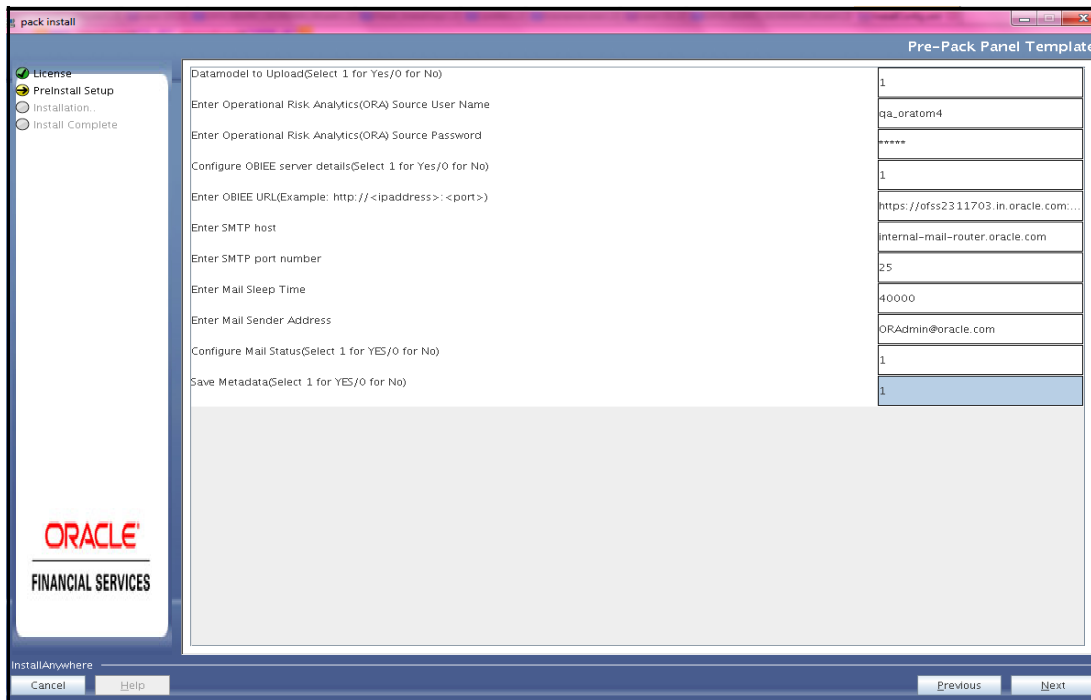 pack install
Pre-Pack Panel Template
License
PreInstall Setup
Installation..
Install Complete
Datamodel to Upload(Select 1 for Yes/0 for No)
1
Enter Operational Risk Analytics(ORA) Source User Name
qa_oratom4
Enter Operational Risk Analytics(ORA) Source Password
*****
Configure OBIEE server details(Select 1 for Yes/0 for No)
1
Enter OBIEE URL(Example: http://<ipaddress>:<port>)
https://ofss2311703.in.oracle.com:...
Enter SMTP host
internal-mail-router.oracle.com
Enter SMTP port number
25
Enter Mail Sleep Time
40000
Enter Mail Sender Address
ORAdmin@oracle.com
Configure Mail Status(Select 1 for YES/0 for No)
1
Save Metadata(Select 1 for YES/0 for No)
1
ORACLE
FINANCIAL SERVICES
InstallAnywhere
Cancel
Help
Previous
Next